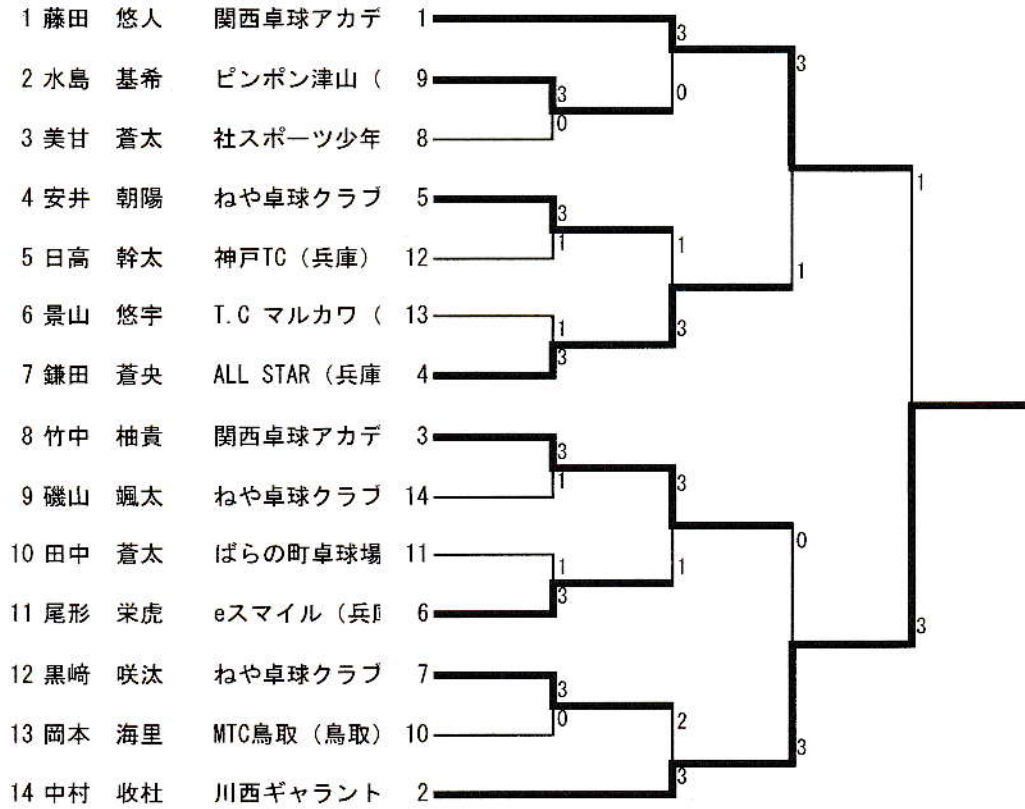 1 藤田 悠人 関西卓球アカデ 1
3
3
2 水島 基希 ピンポン津山( 9
3
0
0
3 美甘 蒼太 社スポーツ少年 8
1
4 安井 朝陽 ねや卓球クラブ 5
3
1
1
5 日高 幹太 神戸TC(兵庫) 12
1
6 景山 悠宇 T.C マルカワ( 13
1
3
3
7 鎌田 蒼央 ALL STAR(兵庫 4
8 竹中 柚貴 関西卓球アカデ 3
3
1
3
9 磯山 颯太 ねや卓球クラブ 14
0
10 田中 蒼太 ばらの町卓球場 11
1
3
1
11 尾形 栄虎 eスマイル(兵庫 6
3
12 黒﨑 咲汰 ねや卓球クラブ 7
3
0
2
13 岡本 海里 MTC鳥取(鳥取) 10
3
3
14 中村 收杜 川西ギャラント 2